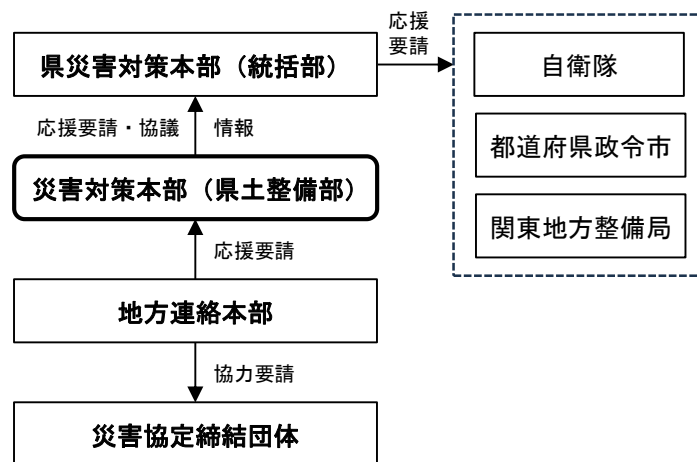 応援
要請
県災害対策本部（統括部）
自衛隊
応援要請・協議
情報
都道府県政令市
災害対策本部（県土整備部）
関東地方整備局
応援要請
地方連絡本部
協力要請
災害協定締結団体